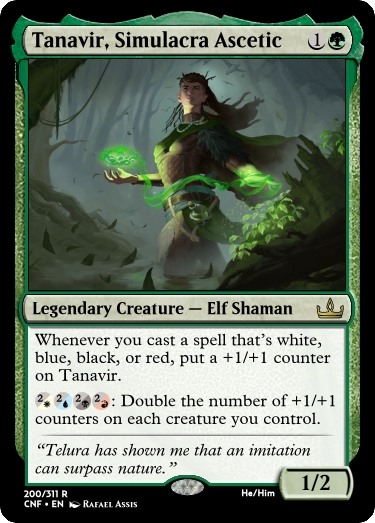 Tanavir, Simulacra Ascetic 1
Legendary Creature — Elf Shaman
Whenever you cast a spell that's white,
blue, black, or red, put a +1/+1 counter
on Tanavir.
2 2 2 2 : Double the number of +1/+1
counters on each creature you control.
“Telura has shown me that an imitation
can surpass nature.”
1/2
200/311 R He/Him
CNF • EN Rafael Assis